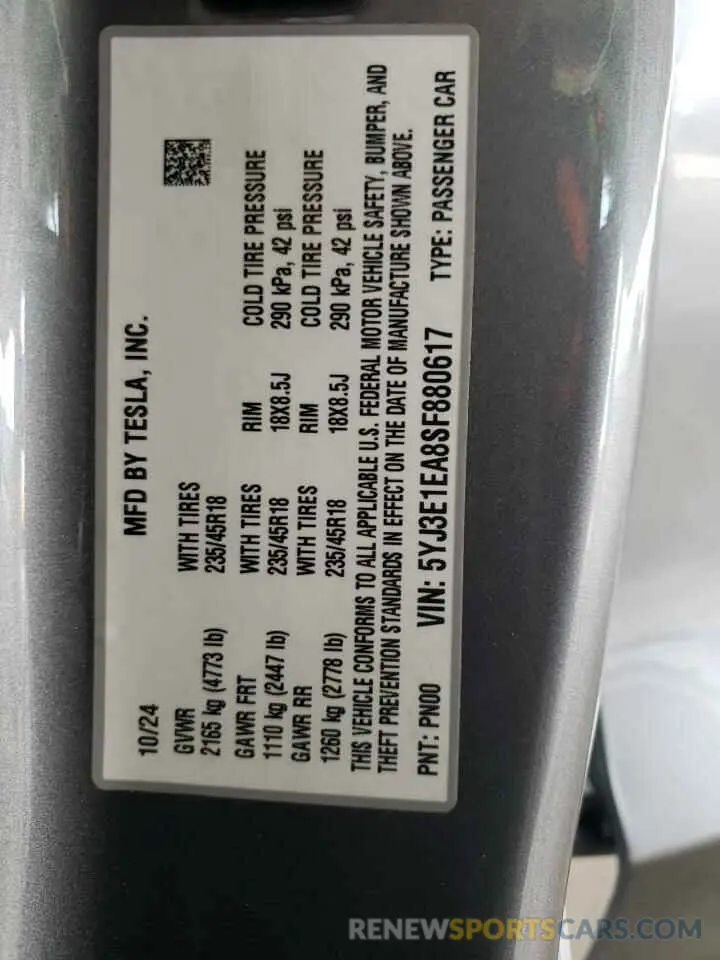 MFD BY TESLA, INC.
10/24
GVWR WITH TIRES
2165 kg (4773 lb) 235/45R18
GAWR FRT WITH TIRES RIM COLD TIRE PRESSURE
1110 kg (2447 lb) 235/45R18 18X8.5J 290 kPa, 42 psi
GAWR RR WITH TIRES RIM COLD TIRE PRESSURE
1260 kg (2778 lb) 235/45R18 18X8.5J 290 kPa, 42 psi
THIS VEHICLE CONFORMS TO ALL APPLICABLE U.S. FEDERAL MOTOR VEHICLE SAFETY, BUMPER, AND
THEFT PREVENTION STANDARDS IN EFFECT ON THE DATE OF MANUFACTURE SHOWN ABOVE.
PNT: PN00 VIN: 5YJ3E1EA8SF880617 TYPE: PASSENGER CAR
RENEWSPORTSCARS.COM